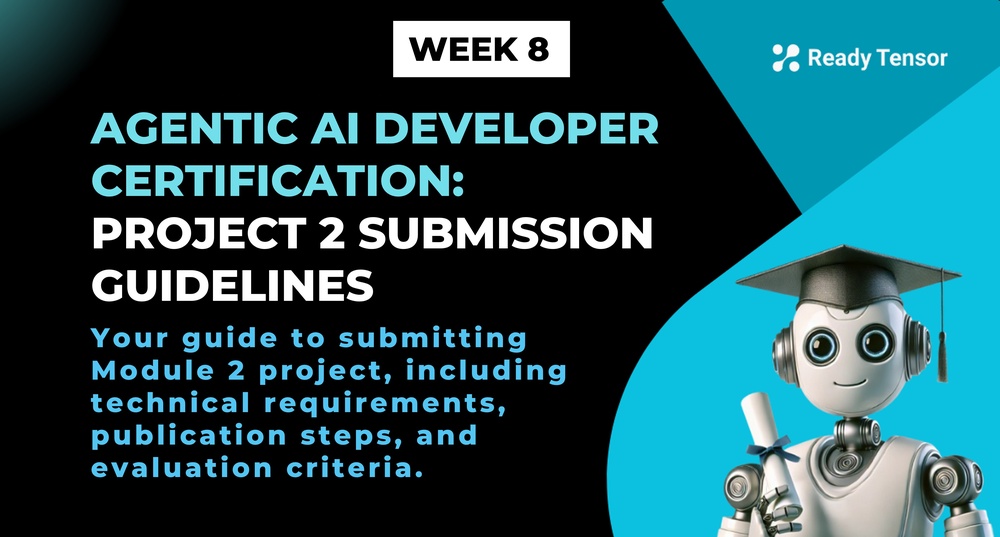 WEEK 8
Ready Tensor
AGENTIC AI DEVELOPER
CERTIFICATION:
PROJECT 2 SUBMISSION
GUIDELINES
Your guide to submitting
Module 2 project, including
technical requirements,
publication steps, and
evaluation criteria.